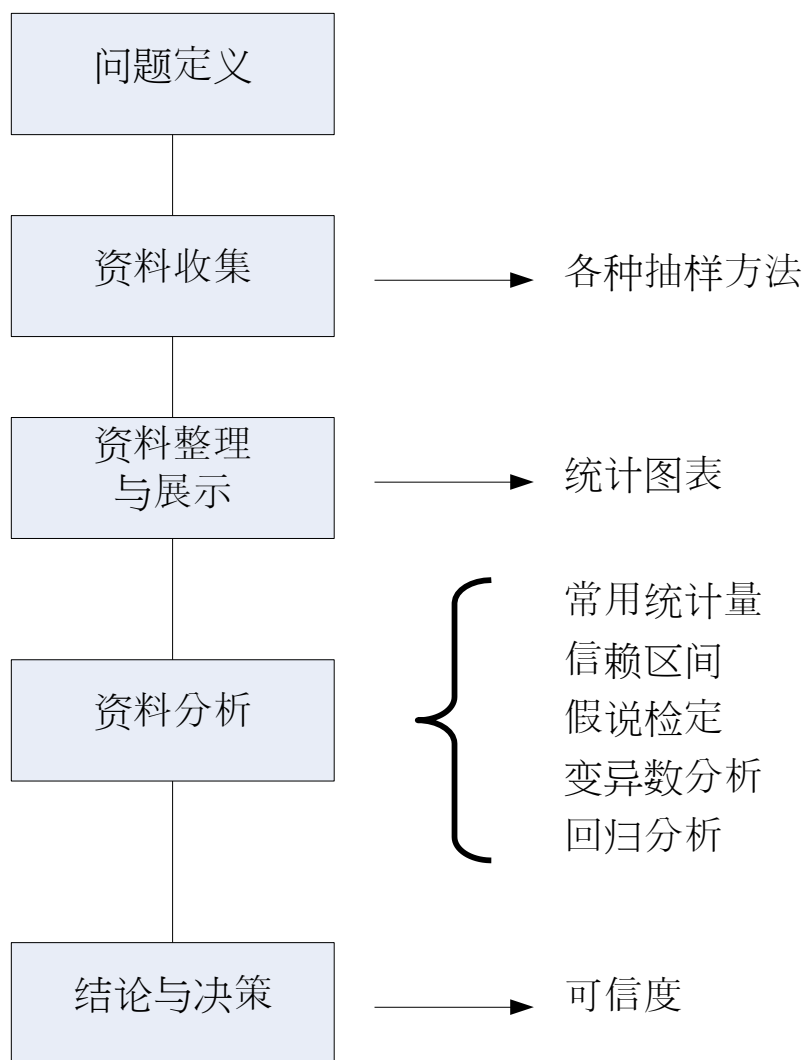 问题定义
资料收集
各种抽样方法
资料整理
与展示
统计图表
资料分析
常用统计量
信赖区间
假说检定
变异数分析
回归分析
结论与决策
可信度